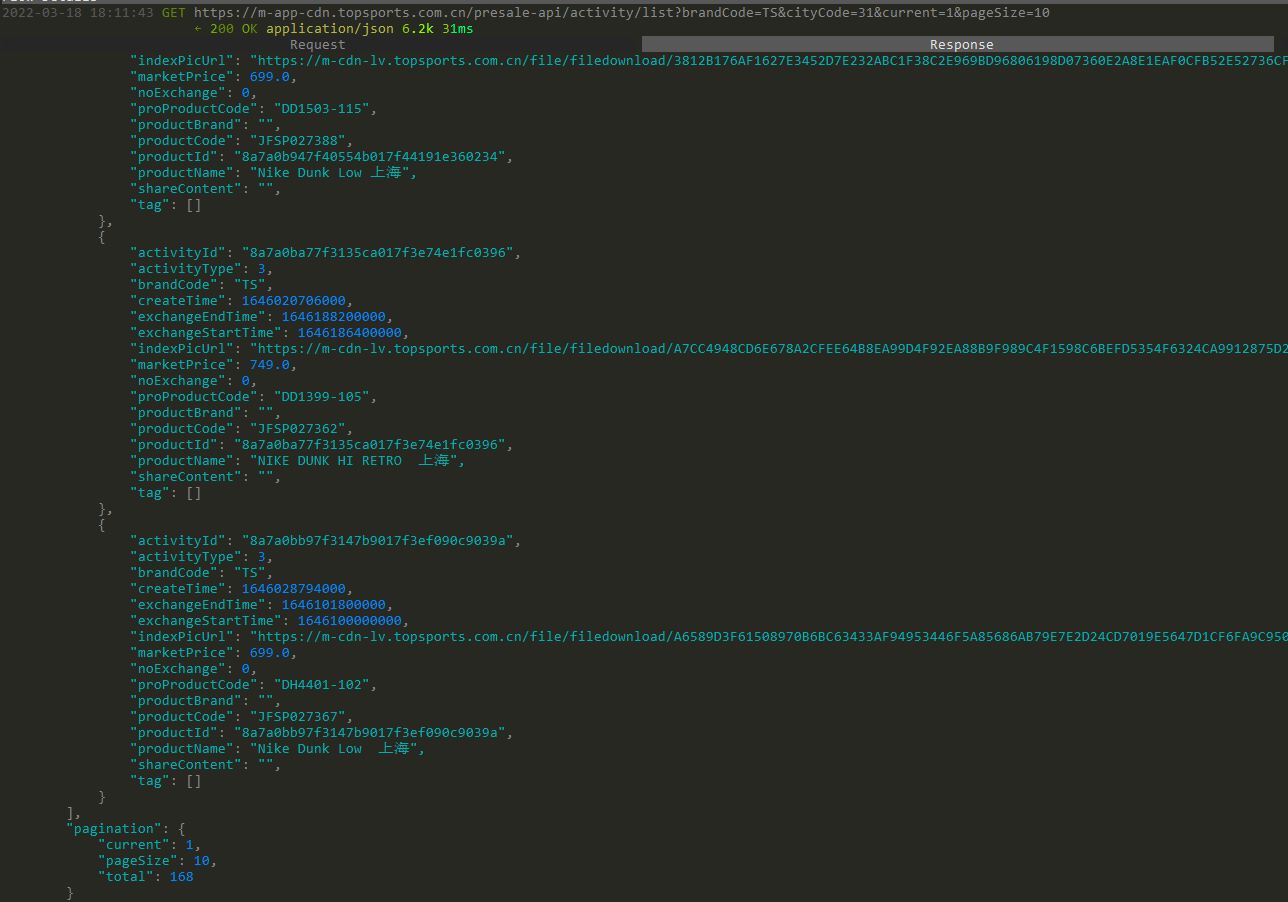 2022-03-18 18:11:43 GET https://m-app-cdn.topsports.com.cn/presale-api/activity/list?brandCode=TS&cityCode=31&current=1&pageSize=10
← 200 OK application/json 6.2k 31ms
Request Response
"indexPicUrl": "https://m-cdn-lv.topsports.com.cn/file/filedownload/3812B176AF1627E3452D7E232ABC1F38C2E969BD96806198D07360E2A8E1EAF0CFB52E52736CF
"marketPrice": 699.0,
"noExchange": 0,
"proProductCode": "DD1503-115",
"productBrand": "",
"productCode": "JFSP027388",
"productId": "8a7a0b947f40554b017f44191e360234",
"productName": "Nike Dunk Low 上海",
"shareContent": "",
"tag": []
},
{
"activityId": "8a7a0ba77f3135ca017f3e74e1fc0396",
"activityType": 3,
"brandCode": "TS",
"createTime": 1646020706000,
"exchangeEndTime": 1646188200000,
"exchangeStartTime": 1646186400000,
"indexPicUrl": "https://m-cdn-lv.topsports.com.cn/file/filedownload/A7CC4948CD6E678A2CFEE64B8EA99D4F92EA88B9F989C4F1598C6BEFD5354F6324CA9912875D2
"marketPrice": 749.0,
"noExchange": 0,
"proProductCode": "DD1399-105",
"productBrand": "",
"productCode": "JFSP027362",
"productId": "8a7a0ba77f3135ca017f3e74e1fc0396",
"productName": "NIKE DUNK HI RETRO  上海",
"shareContent": "",
"tag": []
},
{
"activityId": "8a7a0bb97f3147b9017f3ef090c9039a",
"activityType": 3,
"brandCode": "TS",
"createTime": 1646028794000,
"exchangeEndTime": 1646101800000,
"exchangeStartTime": 1646100000000,
"indexPicUrl": "https://m-cdn-lv.topsports.com.cn/file/filedownload/A6589D3F61508970B6BC63433AF94953446F5A85686AB79E7E2D24CD7019E5647D1CF6FA9C950
"marketPrice": 699.0,
"noExchange": 0,
"proProductCode": "DH4401-102",
"productBrand": "",
"productCode": "JFSP027367",
"productId": "8a7a0bb97f3147b9017f3ef090c9039a",
"productName": "Nike Dunk Low  上海",
"shareContent": "",
"tag": []
}
],
"pagination": {
"current": 1,
"pageSize": 10,
"total": 168
}